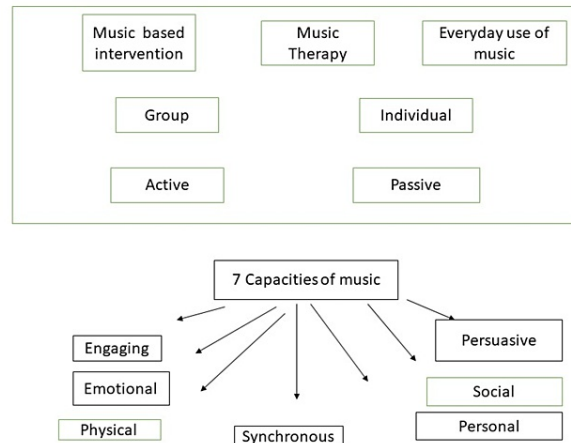 Music based
intervention
Music
Therapy
Everyday use of
music
Group
Individual
Active
Passive
7 Capacities of music
Engaging
Persuasive
Emotional
Social
Physical
Synchronous
Personal